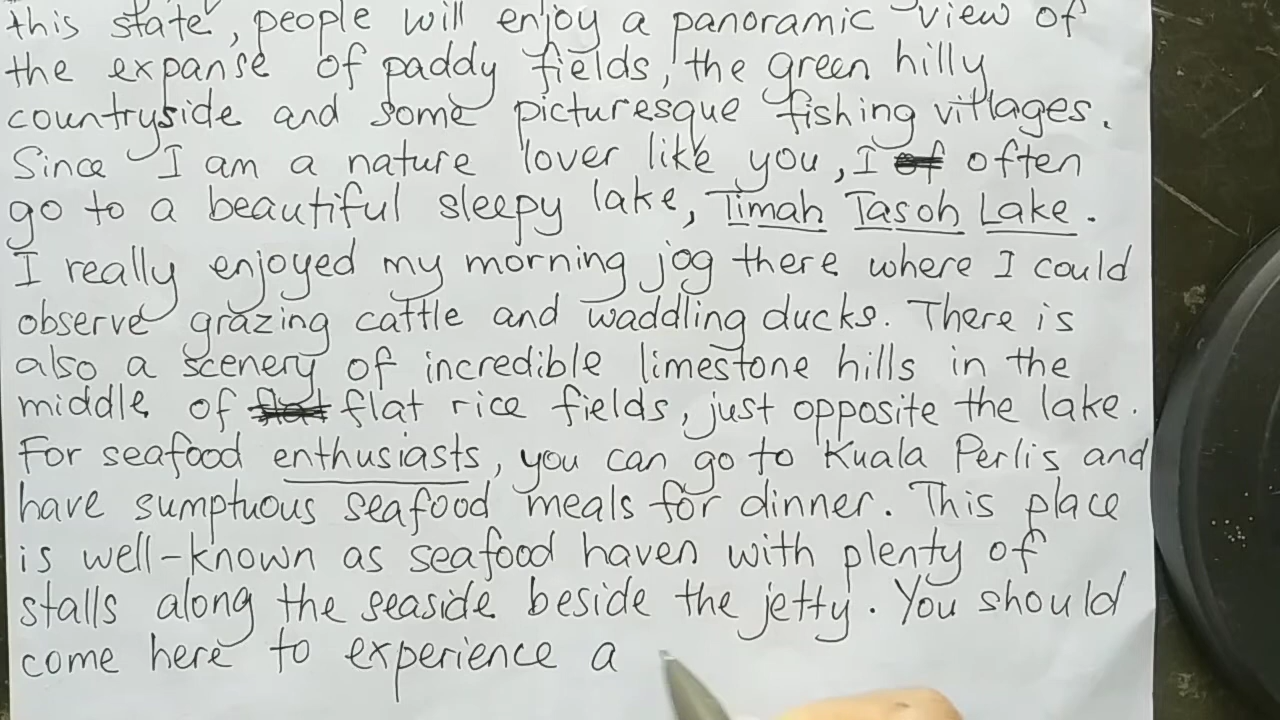 this state, people will enjoy a panoramic view of
the expanse of paddy fields, the green hilly
countryside and some picturesque fishing villages.
Since I am a nature lover like you, I of often
go to a beautiful sleepy lake, Timah Tasoh Lake.
I really enjoyed my morning jog there where I could
observe grazing cattle and waddling ducks. There is
also a scenery of incredible limestone hills in the
middle of flat rice fields, just opposite the lake.
For seafood enthusiasts, you can go to Kuala Perlis and
have sumptuous seafood meals for dinner. This place
is well-known as seafood haven with plenty of
stalls along the seaside beside the jetty. You should
come here to experience a